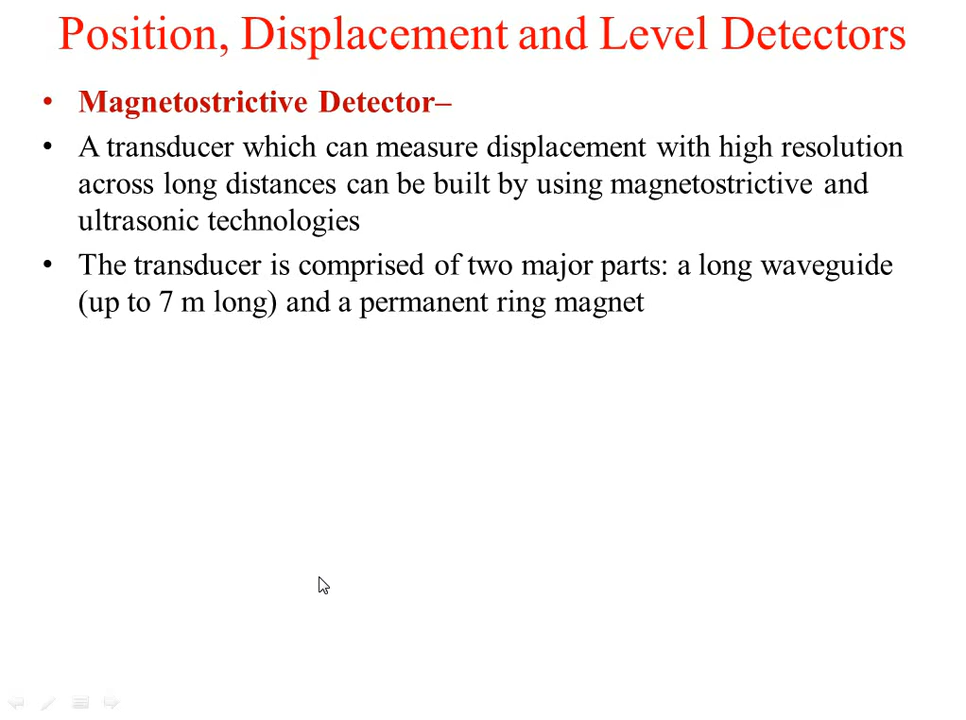 Position, Displacement and Level Detectors
• Magnetostrictive Detector–
• A transducer which can measure displacement with high resolution
across long distances can be built by using magnetostrictive and
ultrasonic technologies
• The transducer is comprised of two major parts: a long waveguide
(up to 7 m long) and a permanent ring magnet